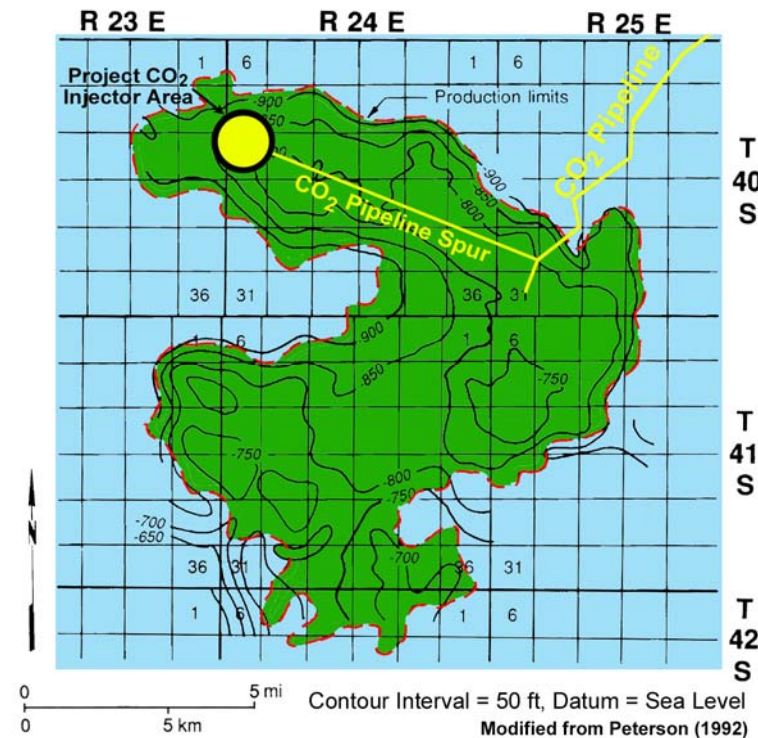 R 23 E R 24 E R 25 E
1 6 1 6
Project CO₂
Injector Area
-900
Production limits
CO₂ Pipeline
850
T
40
S
-900
850
-800
CO₂ Pipeline Spur
36 31 36 31
1 6 1 6
-900
-850
-750
T
41
S
-750
-800
-750
-700
-650
-700
N
36 31 36 31
1 6 1 6
T
42
S
0 5 mi
0 5 km
Contour Interval = 50 ft, Datum = Sea Level
Modified from Peterson (1992)